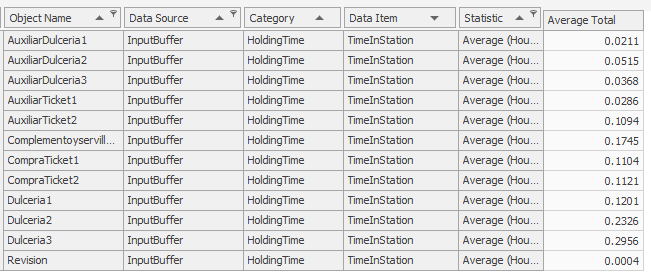 Object Name Data Source Category Data Item Statistic Average Total
AuxiliarDulceria1 InputBuffer HoldingTime TimeInStation Average (Hou... 0.0211
AuxiliarDulceria2 InputBuffer HoldingTime TimeInStation Average (Hou... 0.0515
AuxiliarDulceria3 InputBuffer HoldingTime TimeInStation Average (Hou... 0.0368
AuxiliarTicket1 InputBuffer HoldingTime TimeInStation Average (Hou... 0.0286
AuxiliarTicket2 InputBuffer HoldingTime TimeInStation Average (Hou... 0.1094
Complementoyservill... InputBuffer HoldingTime TimeInStation Average (Hou... 0.1745
CompraTicket1 InputBuffer HoldingTime TimeInStation Average (Hou... 0.1104
CompraTicket2 InputBuffer HoldingTime TimeInStation Average (Hou... 0.1121
Dulceria1 InputBuffer HoldingTime TimeInStation Average (Hou... 0.1201
Dulceria2 InputBuffer HoldingTime TimeInStation Average (Hou... 0.2326
Dulceria3 InputBuffer HoldingTime TimeInStation Average (Hou... 0.2956
Revision InputBuffer HoldingTime TimeInStation Average (Hou... 0.0004